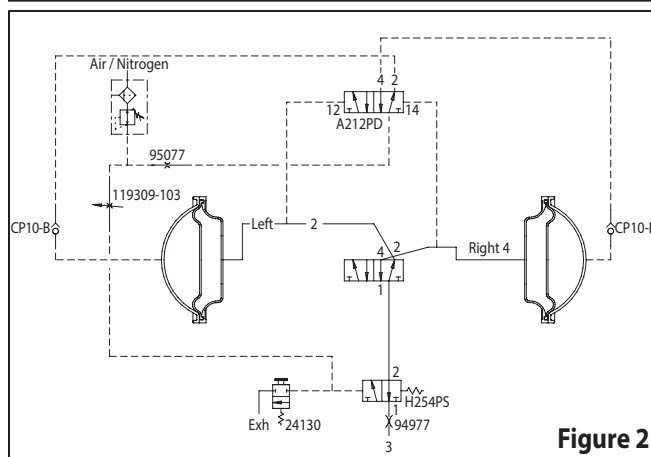 Air / Nitrogen
4 2
12 14
A212PD
95077
119309-103
CP10-B
CP10-B
Left 2
4 2
Right 4
1
2
H254PS
1
94977
3
Exh 24130
Figure 2